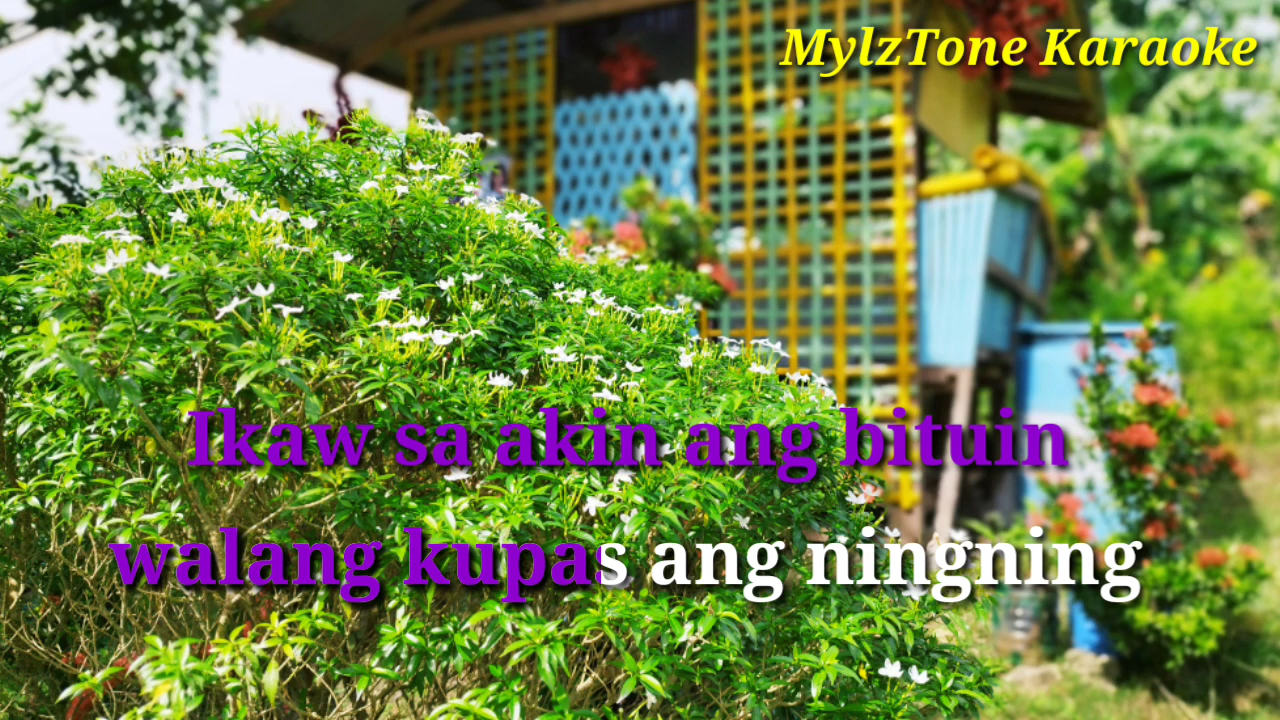 MylzTone Karaoke
Ikaw sa akin ang bituin
walang kupas ang ningning